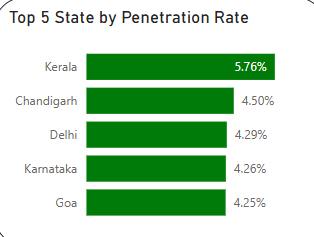 Top 5 State by Penetration Rate
Kerala 5.76%
Chandigarh 4.50%
Delhi 4.29%
Karnataka 4.26%
Goa 4.25%